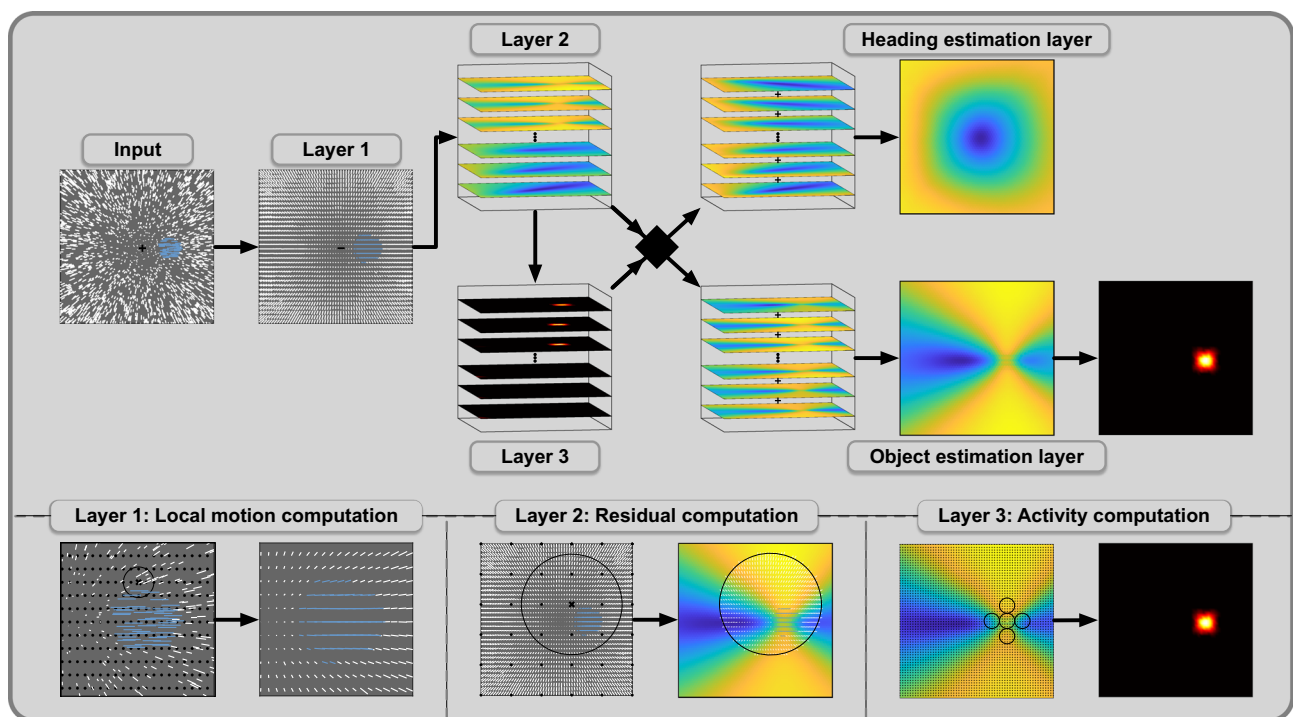 Layer 2
Heading estimation layer
Input
Layer 1
Layer 3
Object estimation layer
Layer 1: Local motion computation
Layer 2: Residual computation
Layer 3: Activity computation